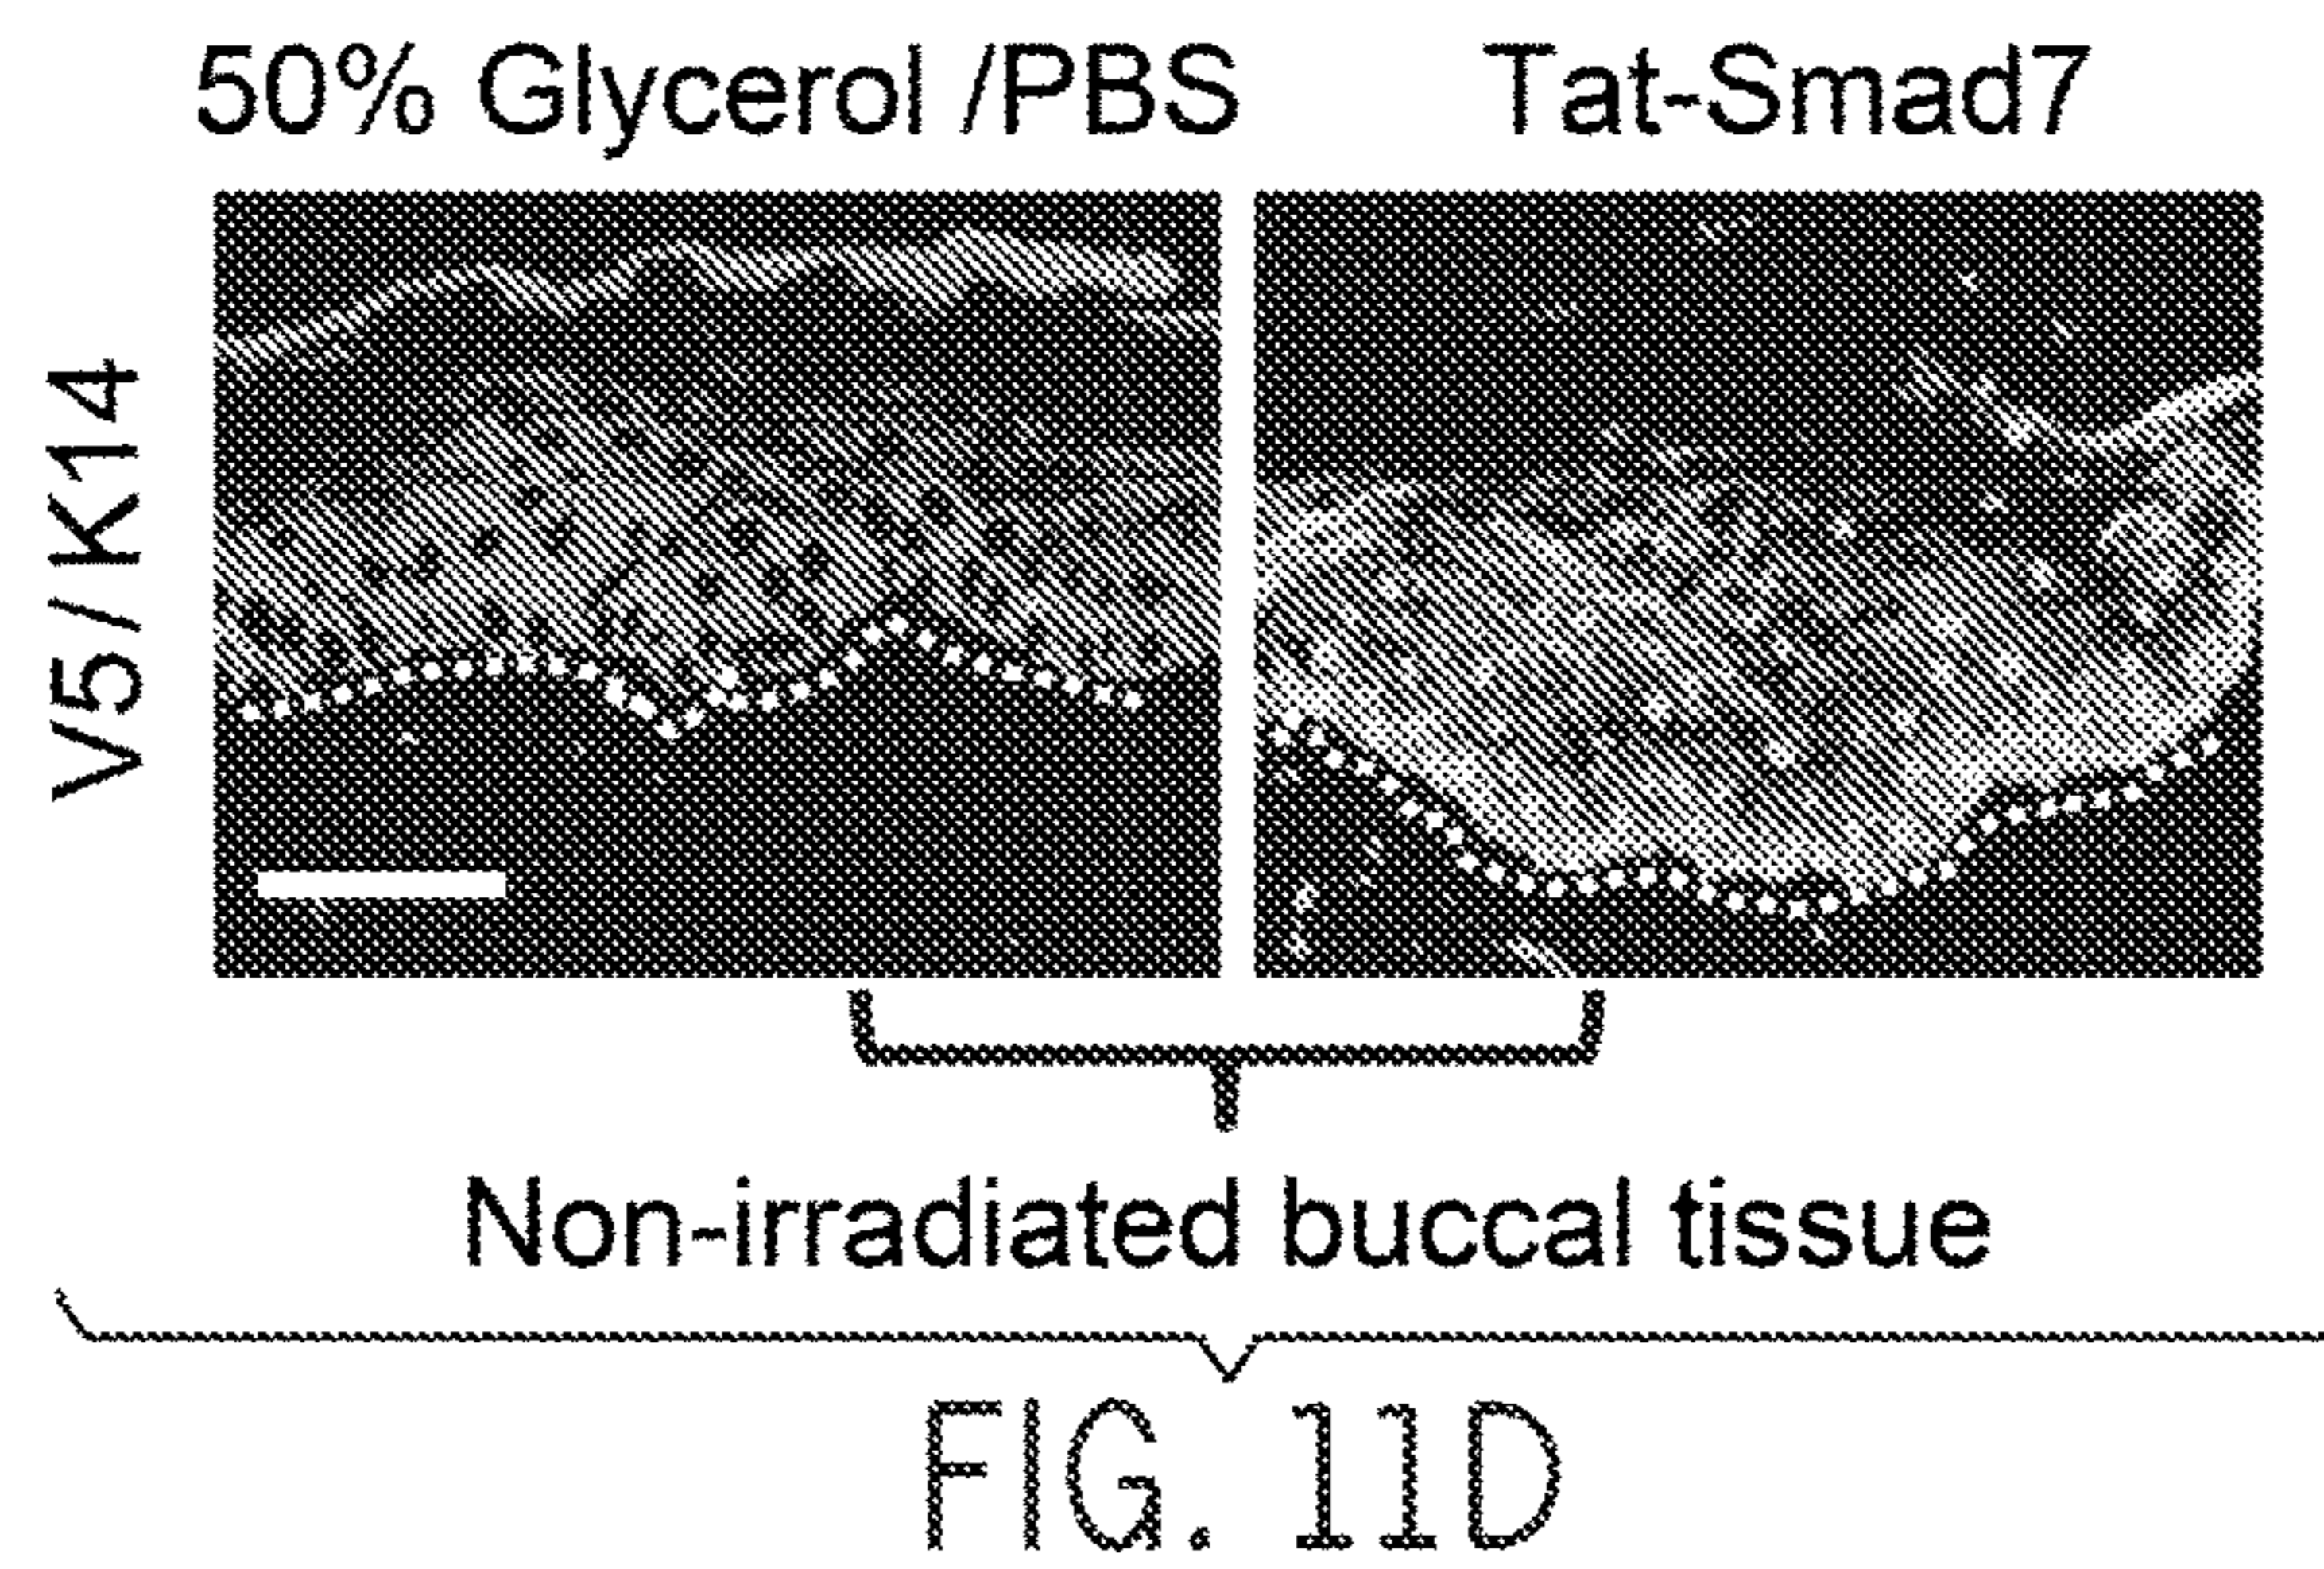 50% Glycerol /PBS
Tat-Smad7
V5/K14
Non-irradiated buccal tissue
FIG. 11D